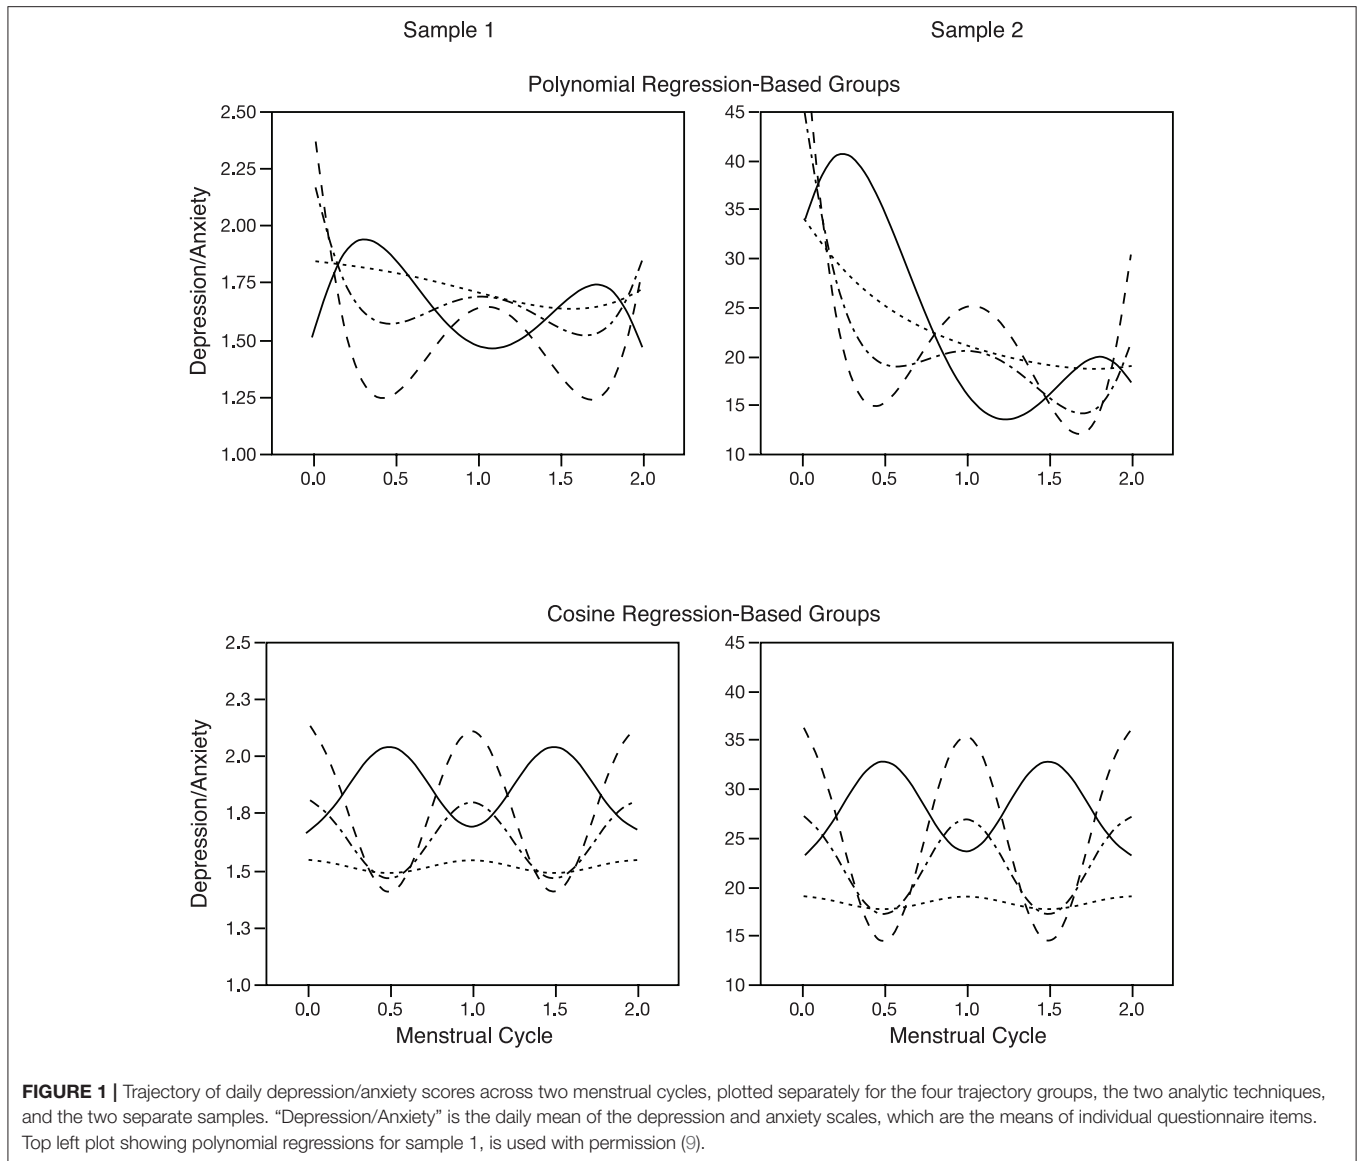 Sample 1
Sample 2
Polynomial Regression-Based Groups
2.50
2.25
2.00
1.75
1.50
1.25
1.00
Depression/Anxiety
0.0 0.5 1.0 1.5 2.0
45
40
35
30
25
20
15
10
0.0 0.5 1.0 1.5 2.0
Cosine Regression-Based Groups
2.5
2.3
2.0
1.8
1.5
1.3
1.0
Depression/Anxiety
0.0 0.5 1.0 1.5 2.0
Menstrual Cycle
45
40
35
30
25
20
15
10
0.0 0.5 1.0 1.5 2.0
Menstrual Cycle
FIGURE 1 | Trajectory of daily depression/anxiety scores across two menstrual cycles, plotted separately for the four trajectory groups, the two analytic techniques,
and the two separate samples. “Depression/Anxiety” is the daily mean of the depression and anxiety scales, which are the means of individual questionnaire items.
Top left plot showing polynomial regressions for sample 1, is used with permission (9).